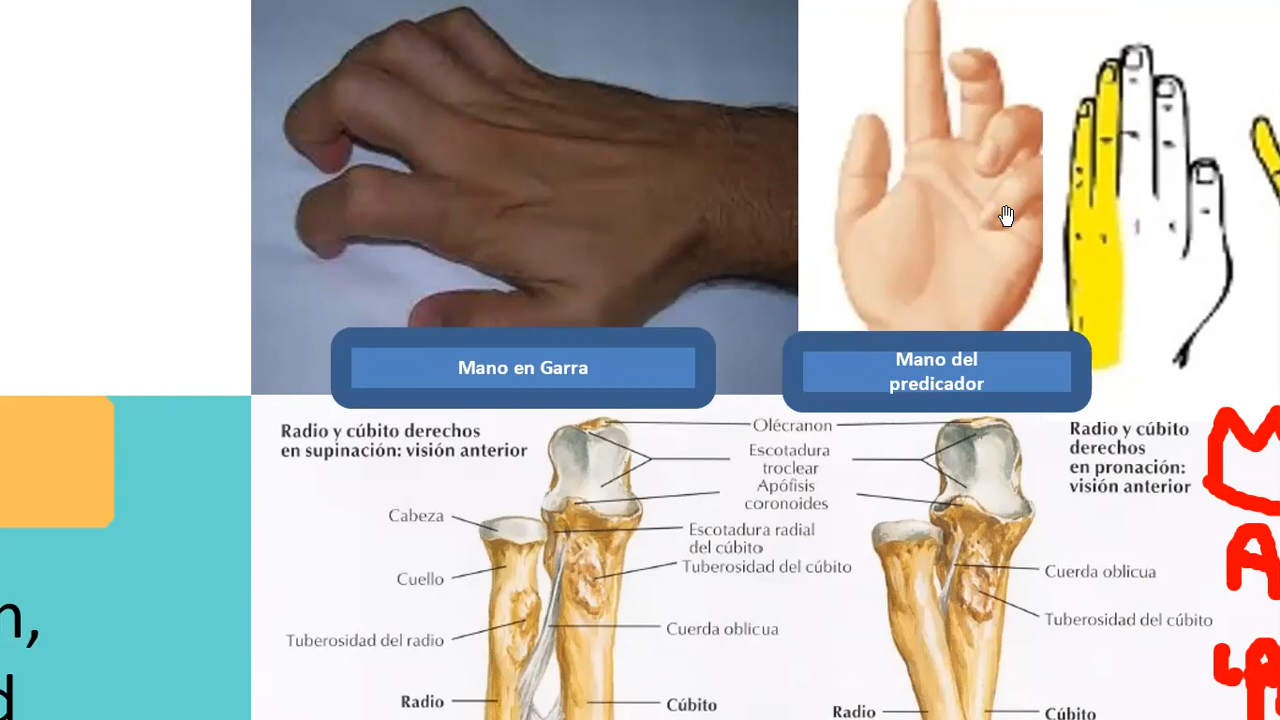 Mano en Garra
Mano del
predicador
Radio y cúbito derechos
en supinación: visión anterior
Olécranon
Escotadura
troclear
Apófisis
coronoides
Radio y cúbito
derechos
en pronación:
visión anterior
Cabeza
Escotadura radial
del cúbito
Tuberosidad del cúbito
Cuello
Cuerda oblicua
Tuberosidad del cúbito
Tuberosidad del radio
Cuerda oblicua
Radio
Cúbito
Radio
Cúbito
n,
d
M
A